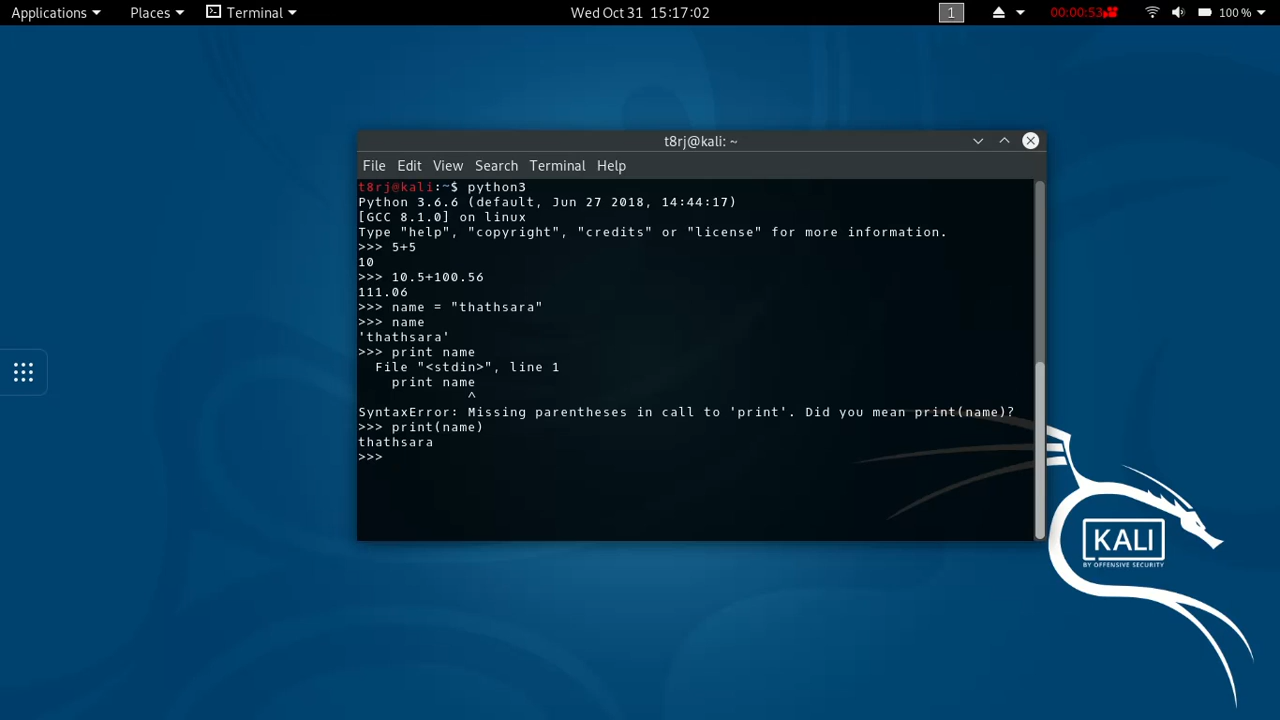 Applications Places Terminal Wed Oct 31 15:17:02 1 00:00:53 100 %
t8rj@kali: ~
File Edit View Search Terminal Help
t8rj@kali:~$ python3
Python 3.6.6 (default, Jun 27 2018, 14:44:17)
[GCC 8.1.0] on linux
Type "help", "copyright", "credits" or "license" for more information.
>>> 5+5
10
>>> 10.5+100.56
111.06
>>> name = "thathsara"
>>> name
'thathsara'
>>> print name
  File "<stdin>", line 1
    print name
             ^
SyntaxError: Missing parentheses in call to 'print'. Did you mean print(name)?
>>> print(name)
thathsara
>>>
KALI
BY OFFENSIVE SECURITY